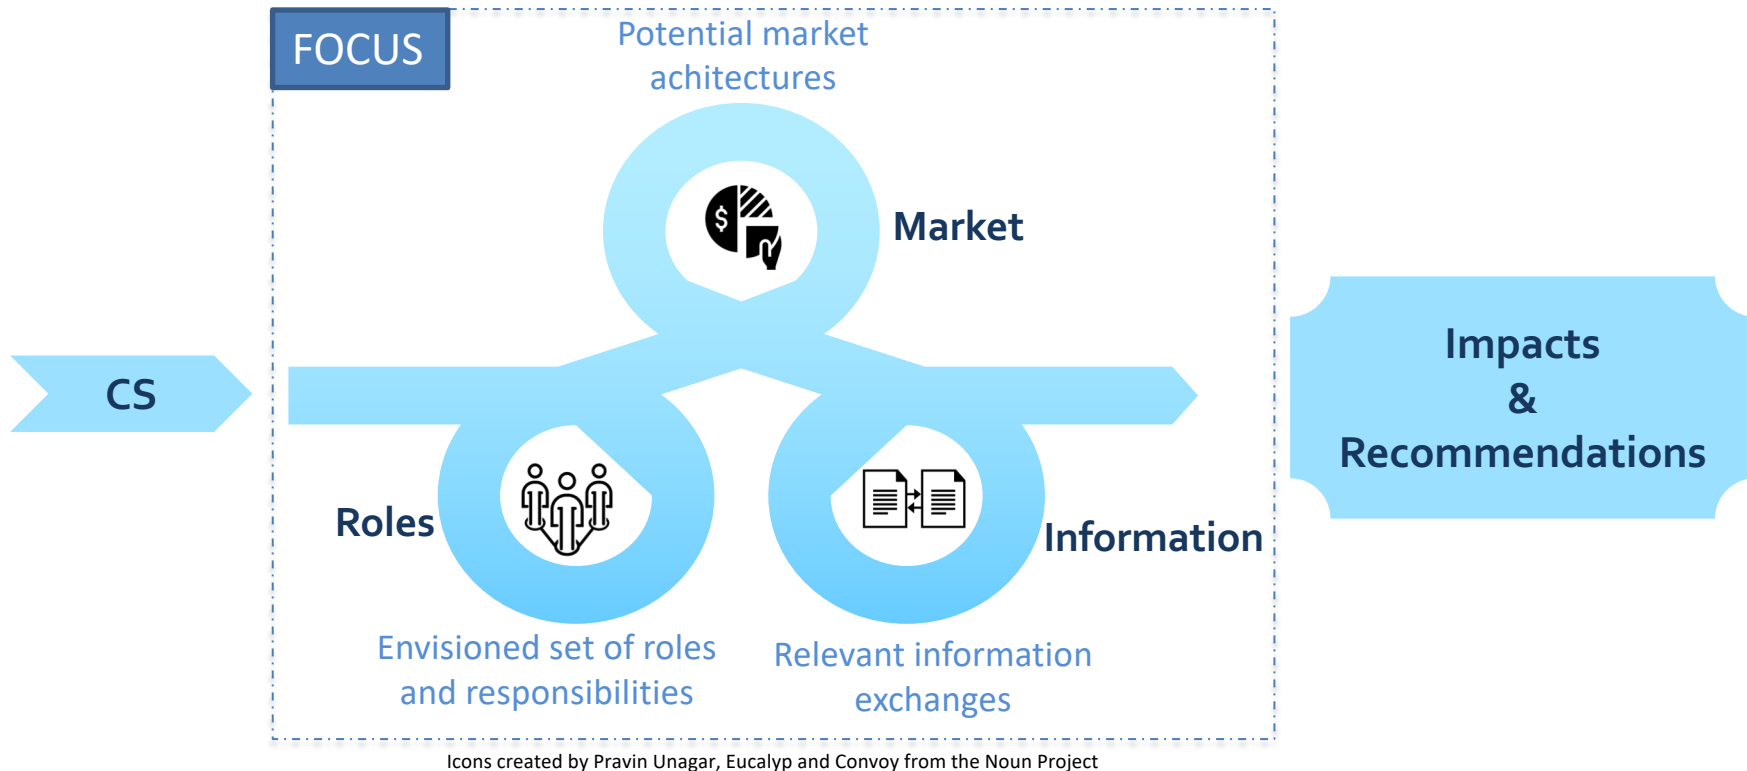 FOCUS
Potential market
achitectures
$
Market
CS
Roles
Information
Envisioned set of roles
and responsibilities
Relevant information
exchanges
Impacts
&
Recommendations
Icons created by Pravin Unagar, Eucalyp and Convoy from the Noun Project